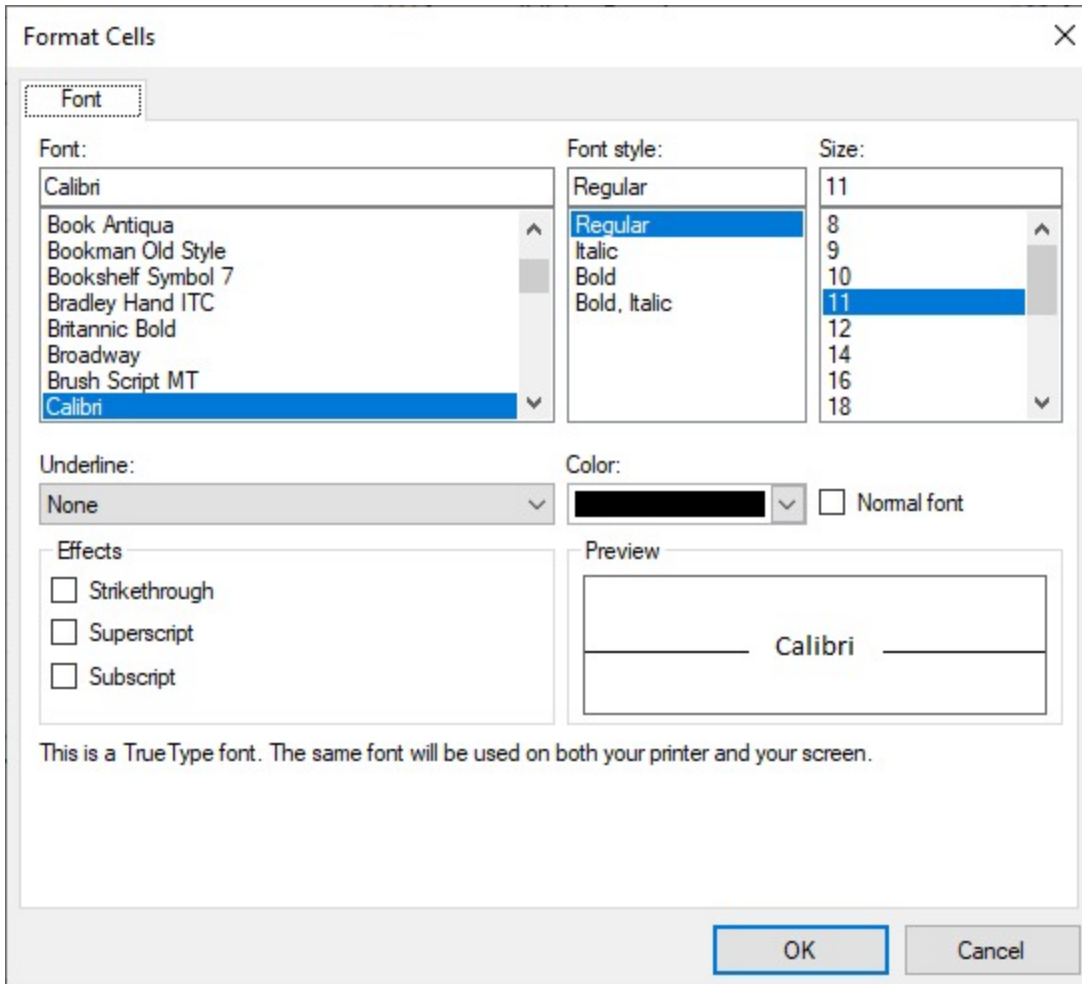 Format Cells
Font
Font:
Font style:
Size:
Calibri
Regular
11
Book Antiqua
Bookman Old Style
Bookshelf Symbol 7
Bradley Hand ITC
Britannic Bold
Broadway
Brush Script MT
Calibri
Regular
Italic
Bold
Bold, Italic
8
9
10
11
12
14
16
18
Underline:
Color:
None
Normal font
Effects
Strikethrough
Superscript
Subscript
Preview
Calibri
This is a TrueType font. The same font will be used on both your printer and your screen.
OK
Cancel